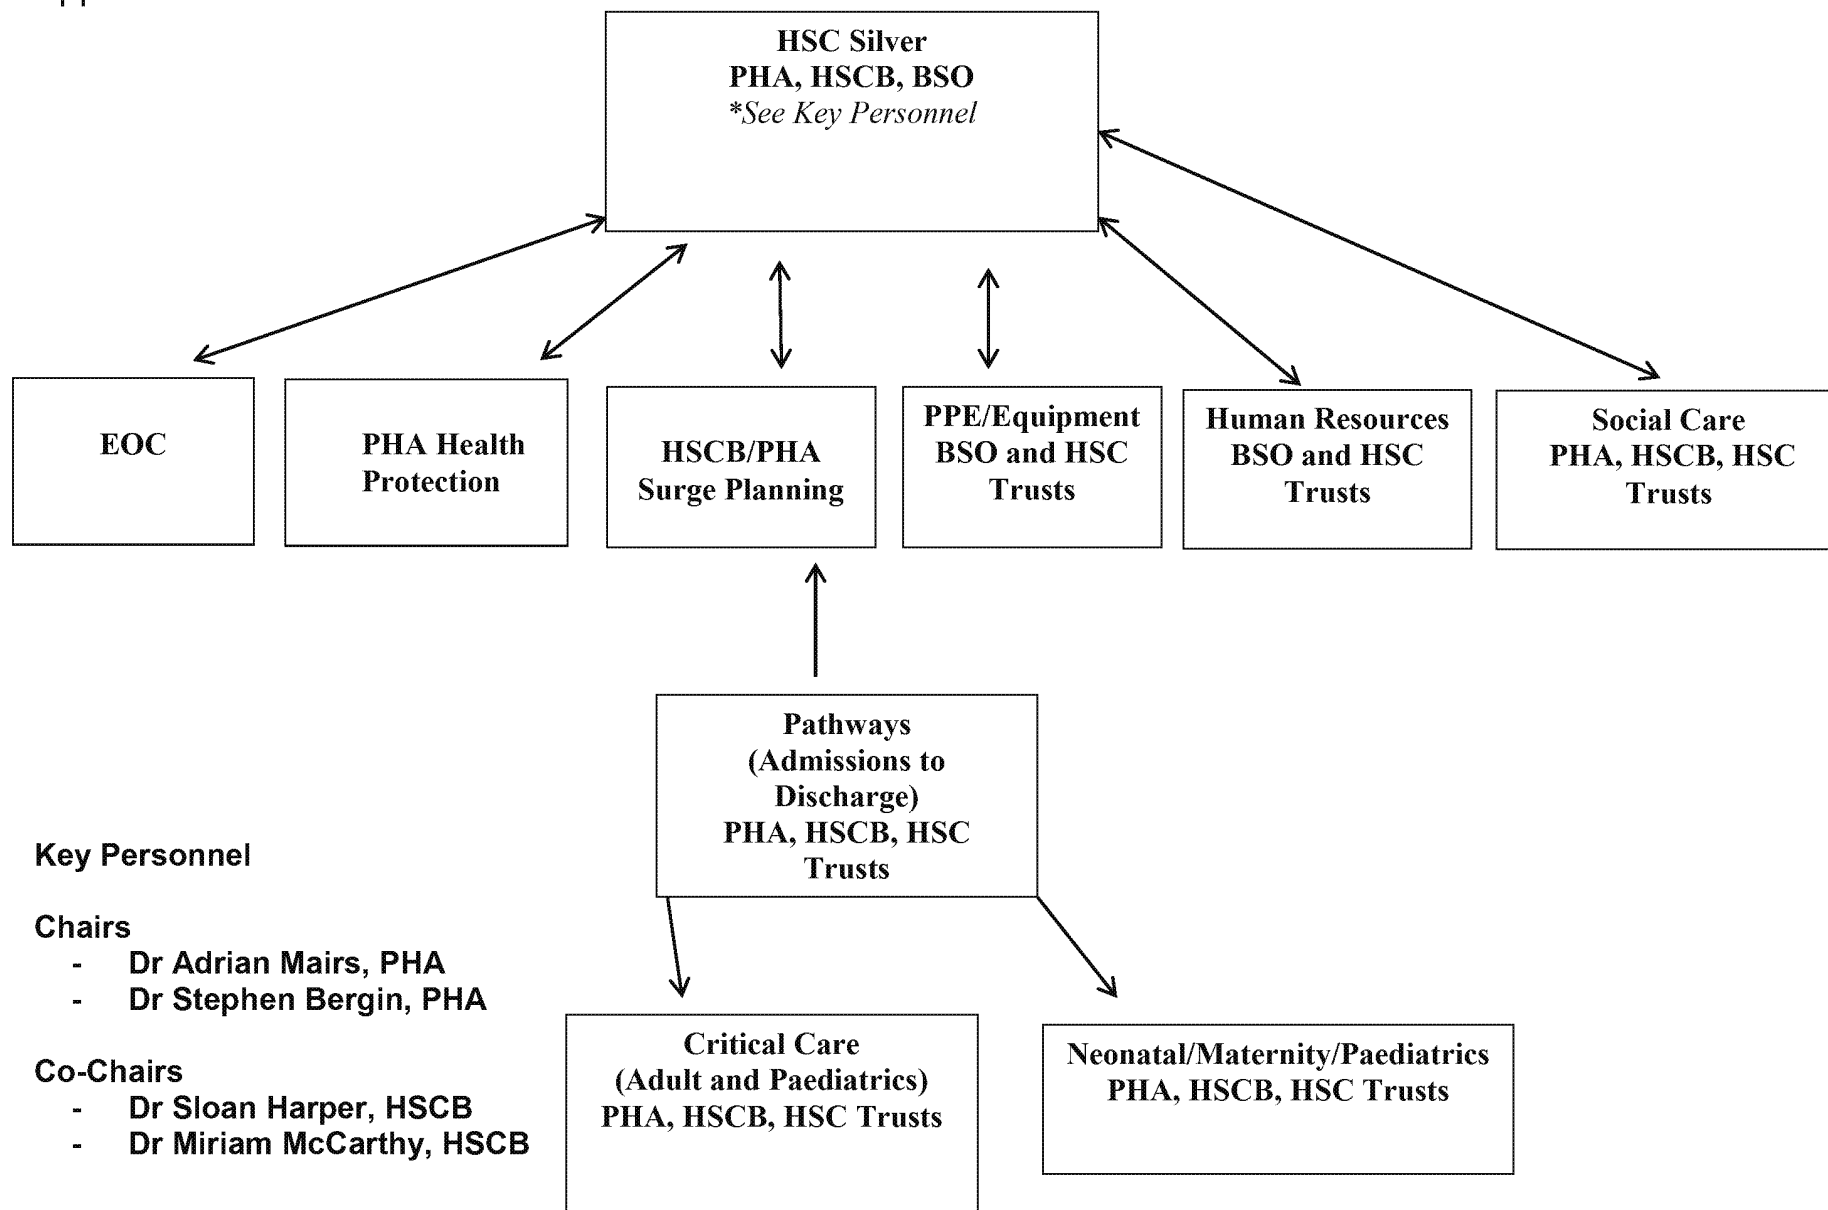 HSC Silver
PHA, HSCB, BSO
*See Key Personnel
EOC
PHA Health
Protection
HSCB/PHA
Surge Planning
PPE/Equipment
BSO and HSC
Trusts
Human Resources
BSO and HSC
Trusts
Social Care
PHA, HSCB, HSC
Trusts
Pathways
(Admissions to
Discharge)
PHA, HSCB, HSC
Trusts
Key Personnel
Chairs
- Dr Adrian Mairs, PHA
- Dr Stephen Bergin, PHA
Co-Chairs
- Dr Sloan Harper, HSCB
- Dr Miriam McCarthy, HSCB
Critical Care
(Adult and Paediatrics)
PHA, HSCB, HSC Trusts
Neonatal/Maternity/Paediatrics
PHA, HSCB, HSC Trusts